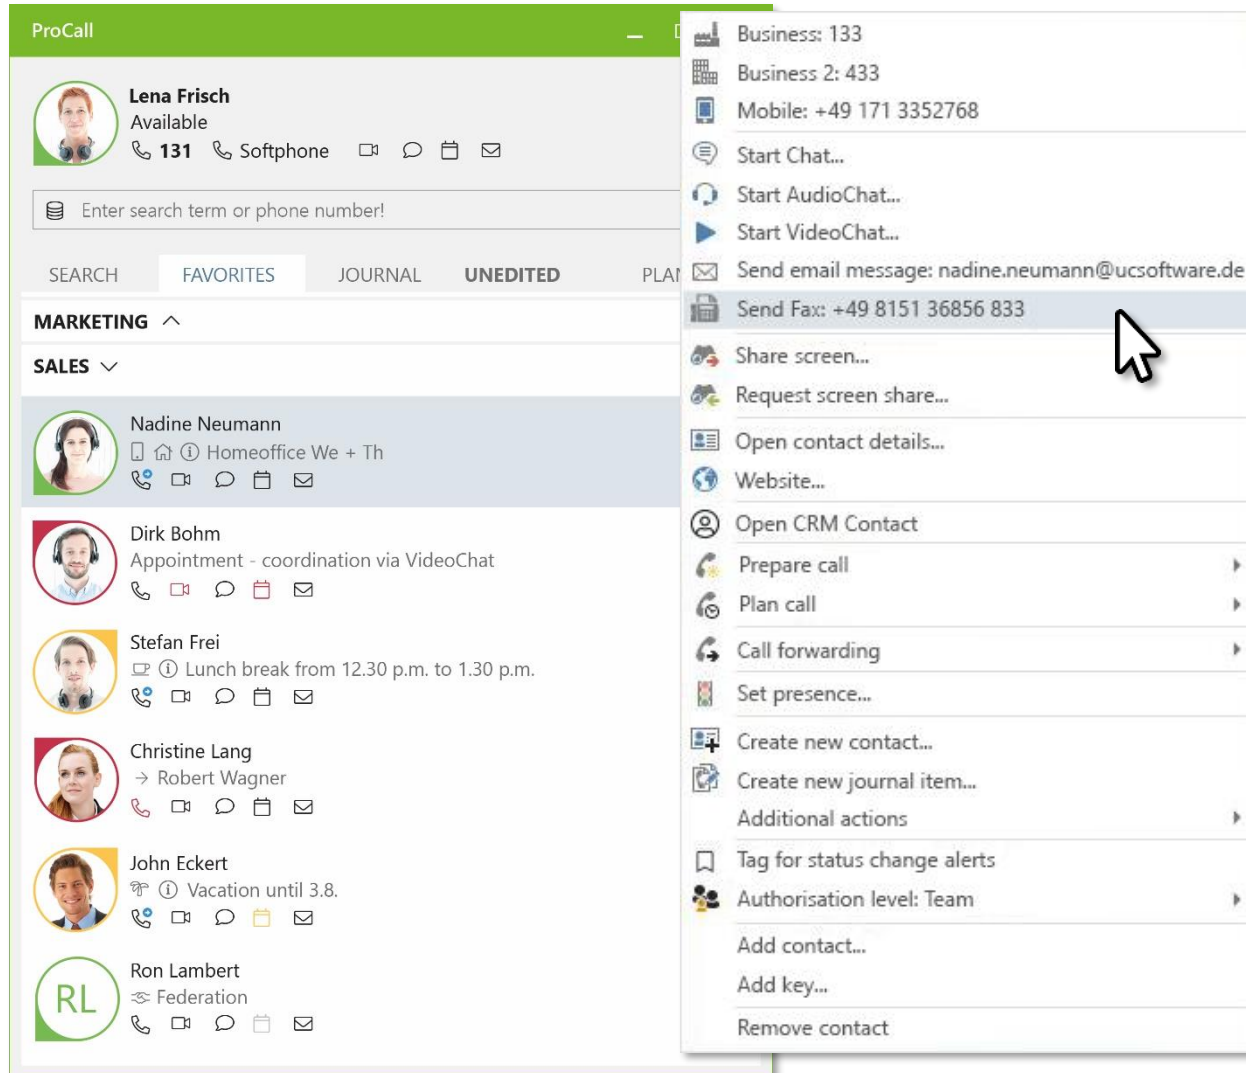 ProCall
Lena Frisch
Available
131 Softphone
Enter search term or phone number!
SEARCH FAVORITES JOURNAL UNEDITED PLAN
MARKETING
SALES
Nadine Neumann
Homeoffice We + Th
Dirk Bohm
Appointment - coordination via VideoChat
Stefan Frei
Lunch break from 12.30 p.m. to 1.30 p.m.
Christine Lang
→ Robert Wagner
John Eckert
Vacation until 3.8.
RL
Ron Lambert
Federation
Business: 133
Business 2: 433
Mobile: +49 171 3352768
Start Chat...
Start AudioChat...
Start VideoChat...
Send email message: nadine.neumann@ucsoftware.de
Send Fax: +49 8151 36856 833
Share screen...
Request screen share...
Open contact details...
Website...
Open CRM Contact
Prepare call
Plan call
Call forwarding
Set presence...
Create new contact...
Create new journal item...
Additional actions
Tag for status change alerts
Authorisation level: Team
Add contact...
Add key...
Remove contact